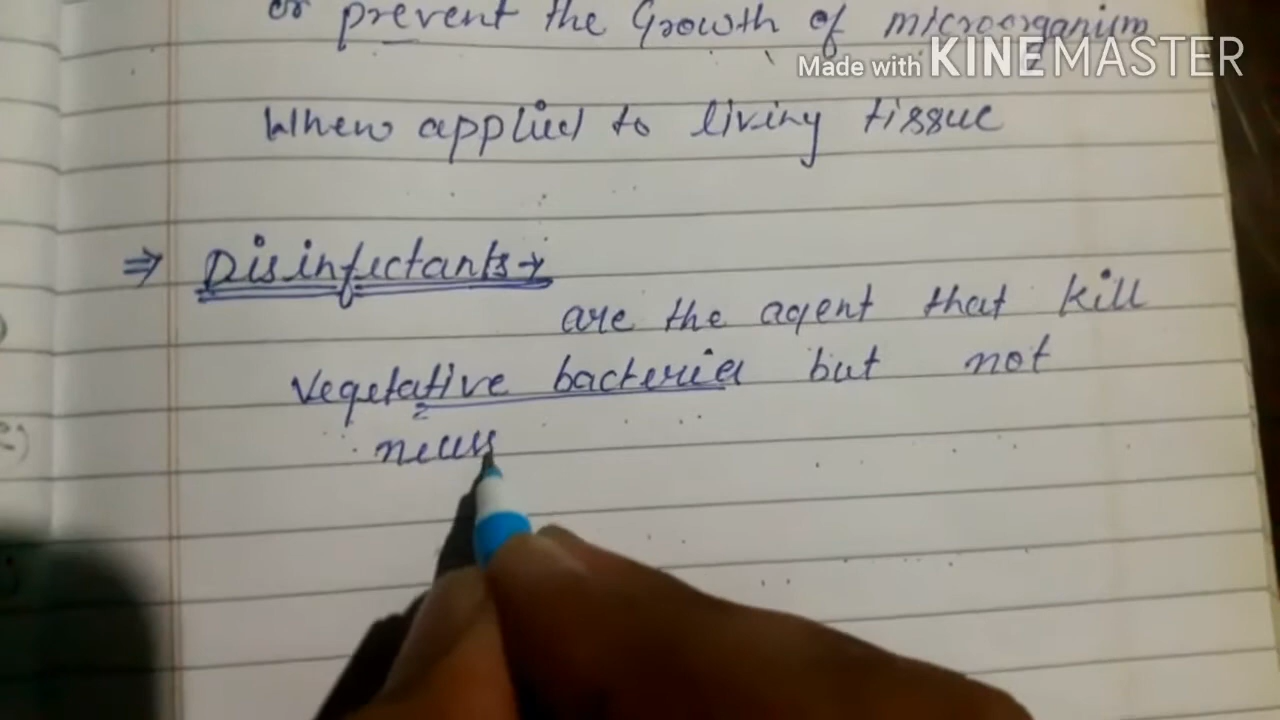 or prevent the Growth of microorganism
Made with KINEMASTER
When applied to living tissue
⇒ Disinfectants →
are the agent that kill
Vegetative bacteria but not
necess